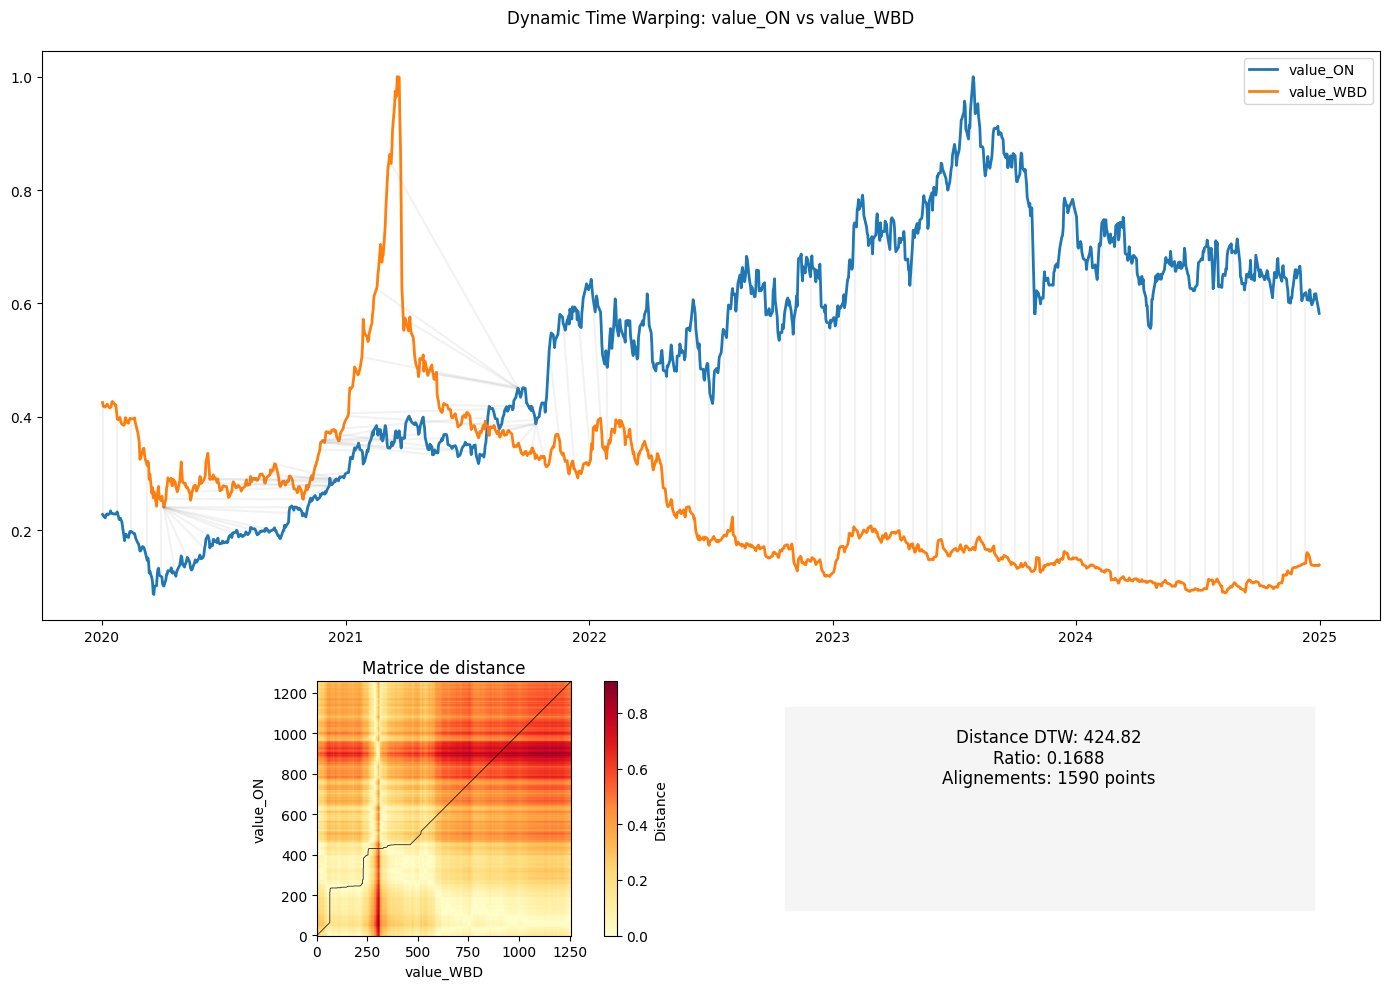 Dynamic Time Warping: value_ON vs value_WBD
value_ON
value_WBD
1.0
0.8
0.6
0.4
0.2
2020
2021
2022
2023
2024
2025
Matrice de distance
value_ON
1200
1000
800
600
400
200
0
0
250
500
750
1000
1250
value_WBD
0.8
0.6
0.4
0.2
0.0
Distance
Distance DTW: 424.82
Ratio: 0.1688
Alignements: 1590 points